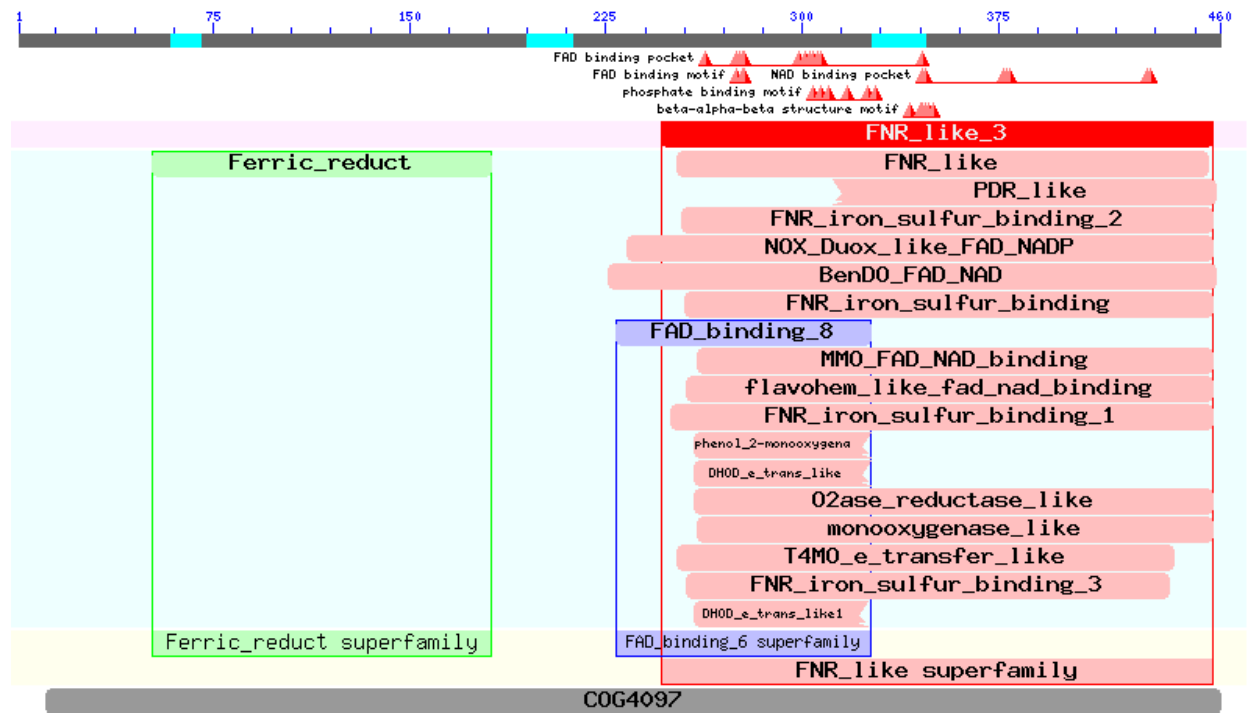 1 75 150 225 300 375 460
FAD binding pocket
FAD binding motif NAD binding pocket
phosphate binding motif
beta-alpha-beta structure motif
FNR_like_3
Ferric_reduct FNR_like
PDR_like
FNR_iron_sulfur_binding_2
NOX_Duox_like_FAD_NADP
BenDO_FAD_NAD
FNR_iron_sulfur_binding
FAD_binding_8
MMO_FAD_NAD_binding
flavohem_like_fad_nad_binding
FNR_iron_sulfur_binding_1
phenol_2-monooxygena
DHOD_e_trans_like
O2ase_reductase_like
monooxygenase_like
T4MO_e_transfer_like
FNR_iron_sulfur_binding_3
DHOD_e_trans_like1
Ferric_reduct superfamily FAD_binding_6 superfamily
FNR_like superfamily
COG4097